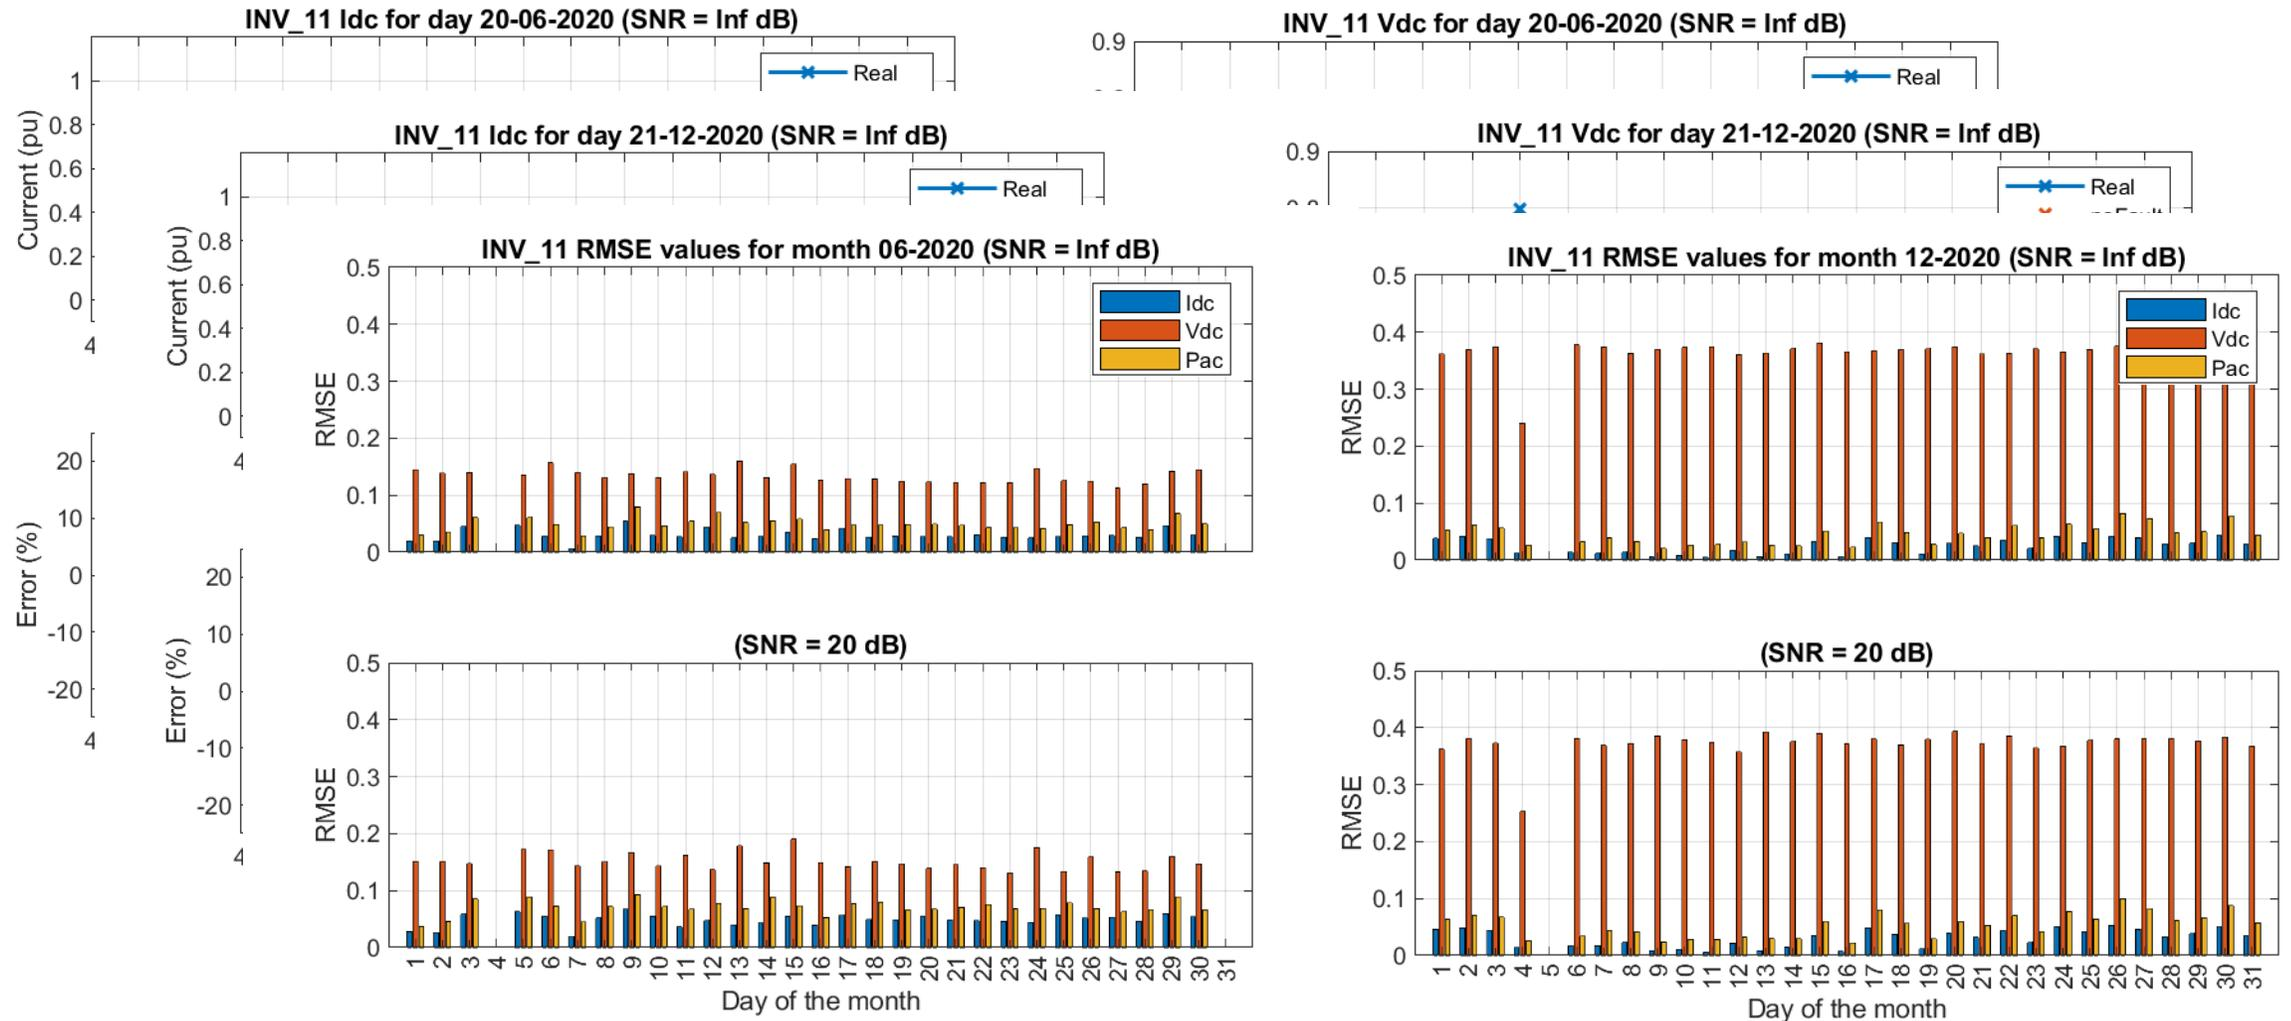 INV_11 Idc for day 20-06-2020 (SNR = Inf dB)
1
0.8
0.6
0.4
0.2
0
4
Current (pu)
Real
20
10
0
-10
-20
4
Error (%)
INV_11 Vdc for day 20-06-2020 (SNR = Inf dB)
0.9
Real
INV_11 Idc for day 21-12-2020 (SNR = Inf dB)
1
0.8
0.6
0.4
0.2
0
4
Current (pu)
Real
20
10
0
-10
-20
4
Error (%)
INV_11 Vdc for day 21-12-2020 (SNR = Inf dB)
0.9
Real
INV_11 RMSE values for month 06-2020 (SNR = Inf dB)
0.5
0.4
0.3
0.2
0.1
0
RMSE
Idc
Vdc
Pac
(SNR = 20 dB)
0.5
0.4
0.3
0.2
0.1
0
RMSE
1 2 3 4 5 6 7 8 9 10 11 12 13 14 15 16 17 18 19 20 21 22 23 24 25 26 27 28 29 30 31
Day of the month
INV_11 RMSE values for month 12-2020 (SNR = Inf dB)
0.5
0.4
0.3
0.2
0.1
0
RMSE
Idc
Vdc
Pac
(SNR = 20 dB)
0.5
0.4
0.3
0.2
0.1
0
RMSE
1 2 3 4 5 6 7 8 9 10 11 12 13 14 15 16 17 18 19 20 21 22 23 24 25 26 27 28 29 30 31
Day of the month